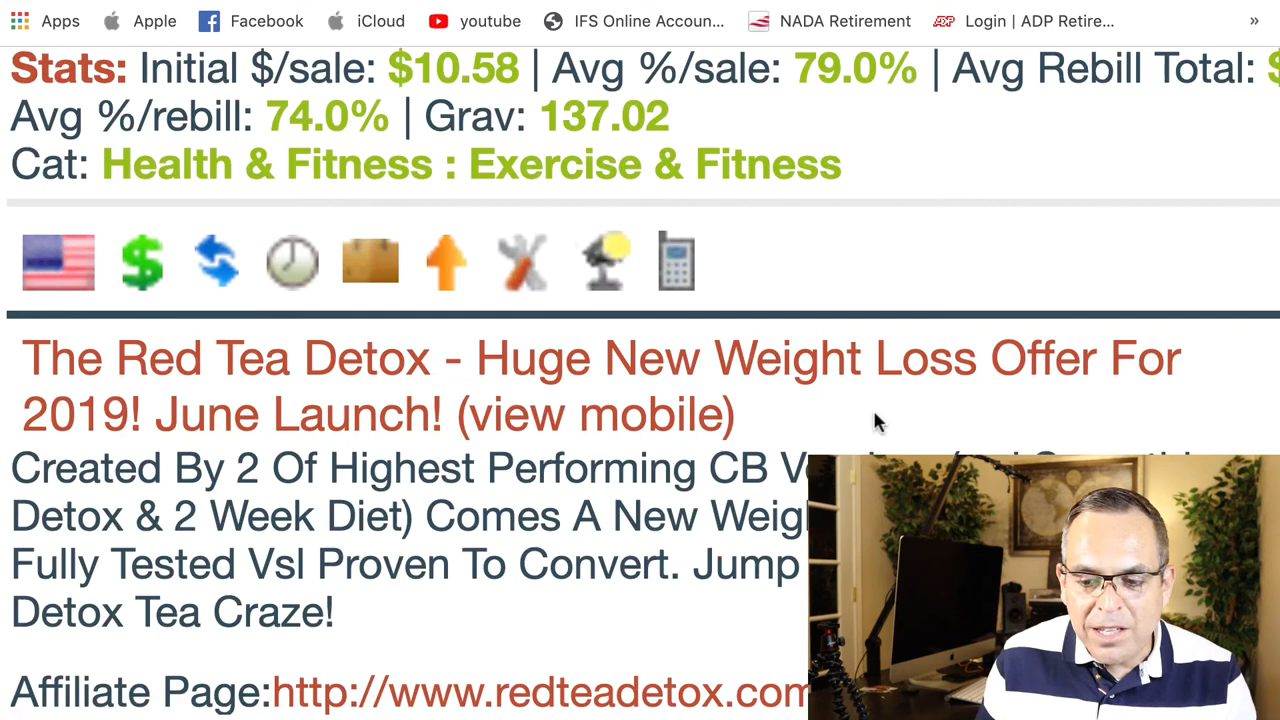 Apps Apple Facebook iCloud youtube IFS Online Accoun... NADA Retirement ADP Login | ADP Retire... »
Stats: Initial $/sale: $10.58 | Avg %/sale: 79.0% | Avg Rebill Total:
Avg %/rebill: 74.0% | Grav: 137.02
Cat: Health & Fitness : Exercise & Fitness
The Red Tea Detox - Huge New Weight Loss Offer For
2019! June Launch! (view mobile)
Created By 2 Of Highest Performing CB
Detox & 2 Week Diet) Comes A New
Fully Tested Vsl Proven To Convert. Jump
Detox Tea Craze!
Affiliate Page:http://www.redteadetox.com